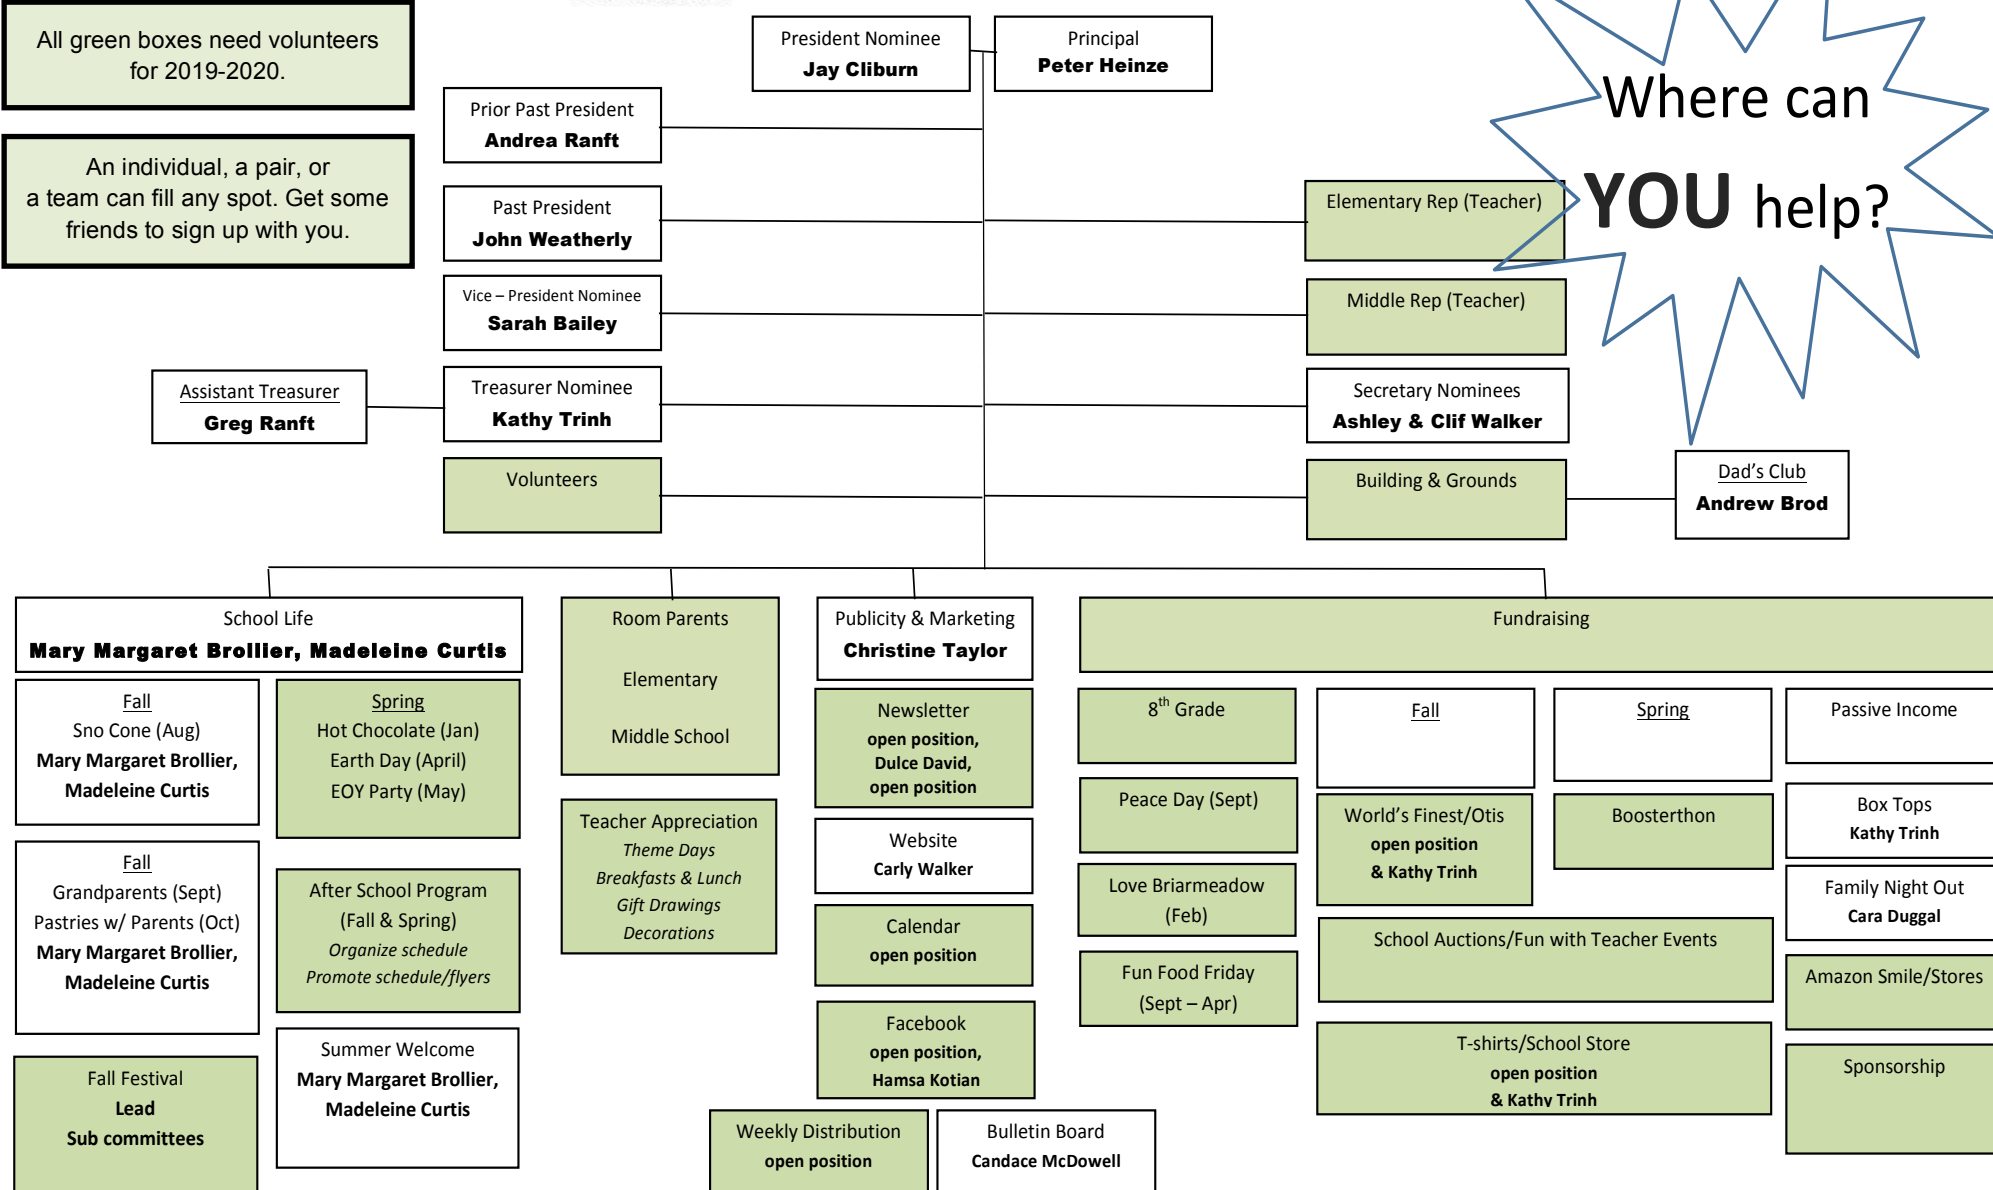 All green boxes need volunteers
for 2019-2020.
An individual, a pair, or
a team can fill any spot. Get some
friends to sign up with you.
President Nominee
Jay Cliburn
Principal
Peter Heinze
Where can
YOU help?
Prior Past President
Andrea Ranft
Past President
John Weatherly
Elementary Rep (Teacher)
Vice – President Nominee
Sarah Bailey
Middle Rep (Teacher)
Assistant Treasurer
Greg Ranft
Treasurer Nominee
Kathy Trinh
Secretary Nominees
Ashley & Clif Walker
Volunteers
Building & Grounds
Dad's Club
Andrew Brod
School Life
Mary Margaret Brollier, Madeleine Curtis
Fall
Sno Cone (Aug)
Mary Margaret Brollier,
Madeleine Curtis
Spring
Hot Chocolate (Jan)
Earth Day (April)
EOY Party (May)
Fall
Grandparents (Sept)
Pastries w/ Parents (Oct)
Mary Margaret Brollier,
Madeleine Curtis
After School Program
(Fall & Spring)
Organize schedule
Promote schedule/flyers
Fall Festival
Lead
Sub committees
Summer Welcome
Mary Margaret Brollier,
Madeleine Curtis
Room Parents
Elementary
Middle School
Teacher Appreciation
Theme Days
Breakfasts & Lunch
Gift Drawings
Decorations
Publicity & Marketing
Christine Taylor
Newsletter
open position,
Dulce David,
open position
Website
Carly Walker
Calendar
open position
Facebook
open position,
Hamsa Kotian
Weekly Distribution
open position
Bulletin Board
Candace McDowell
Fundraising
8th Grade
Peace Day (Sept)
Love Briarmeadow
(Feb)
Fun Food Friday
(Sept – Apr)
Fall
World's Finest/Otis
open position
& Kathy Trinh
Spring
Boosterthon
School Auctions/Fun with Teacher Events
T-shirts/School Store
open position
& Kathy Trinh
Passive Income
Box Tops
Kathy Trinh
Family Night Out
Cara Duggal
Amazon Smile/Stores
Sponsorship